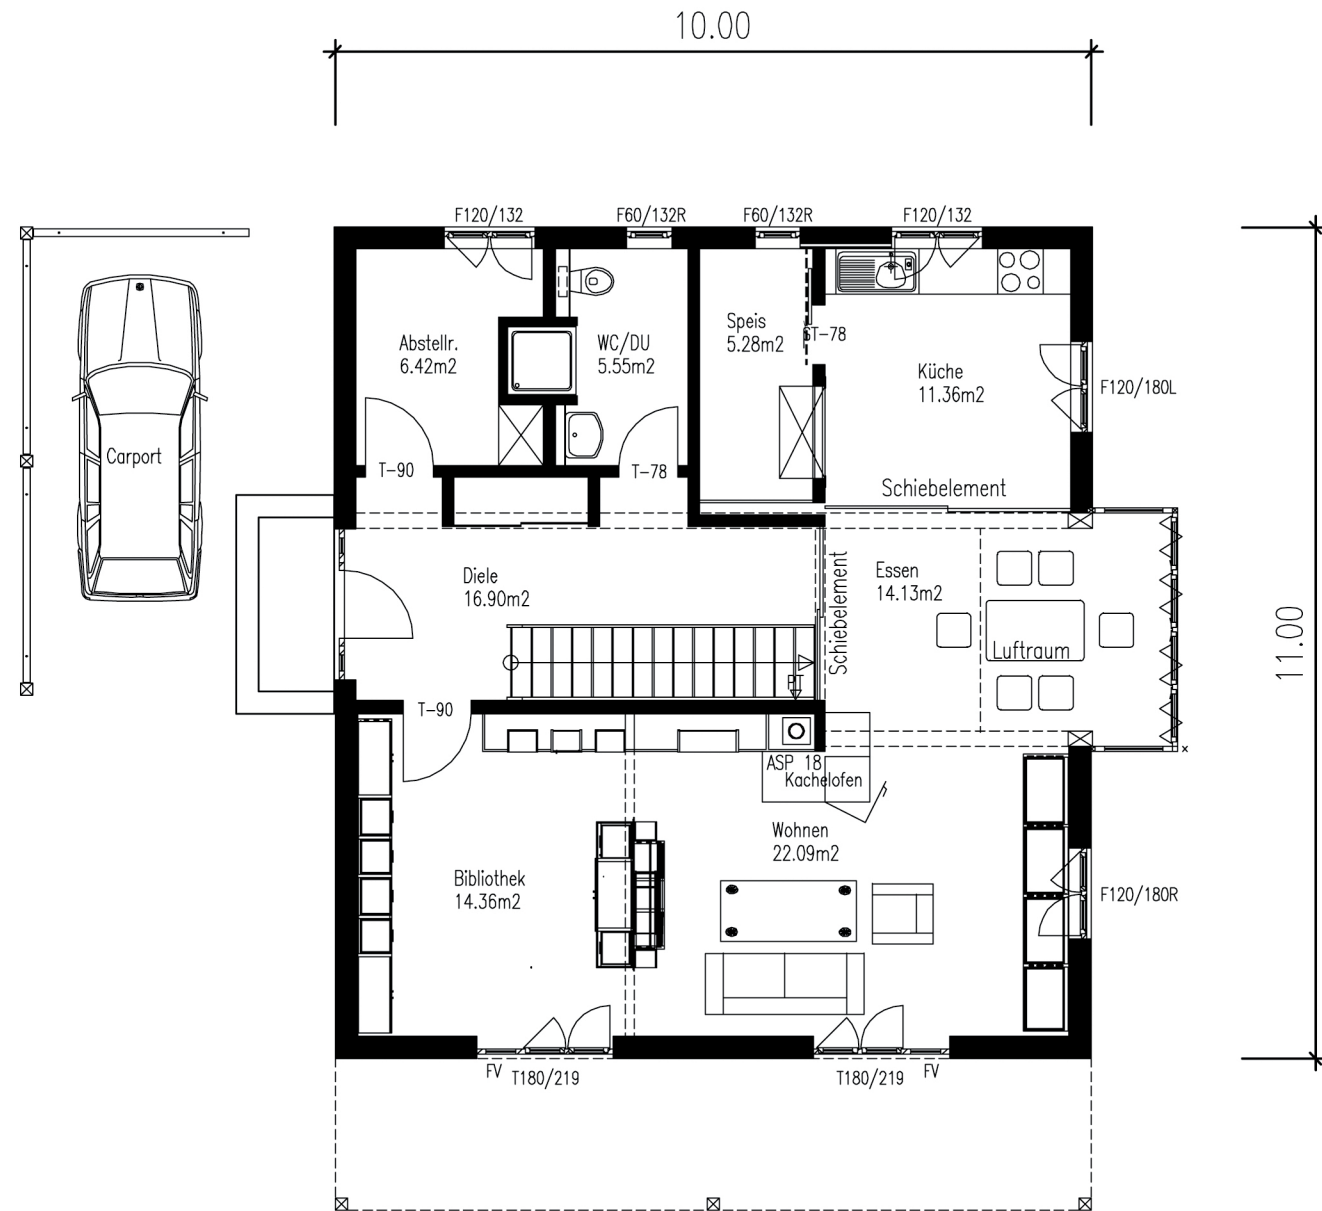 10.00
F120/132
F60/132R
F60/132R
F120/132
Abstellr.
6.42m2
WC/DU
5.55m2
Speis
5.28m2
ST-78
Küche
11.36m2
F120/180L
Carport
T-90
T-78
Schiebelement
Diele
16.90m2
Schiebelement
Essen
14.13m2
Luftraum
11.00
T-90
ASP 18
Kachelofen
Wohnen
22.09m2
Bibliothek
14.36m2
F120/180R
FV
T180/219
T180/219
FV